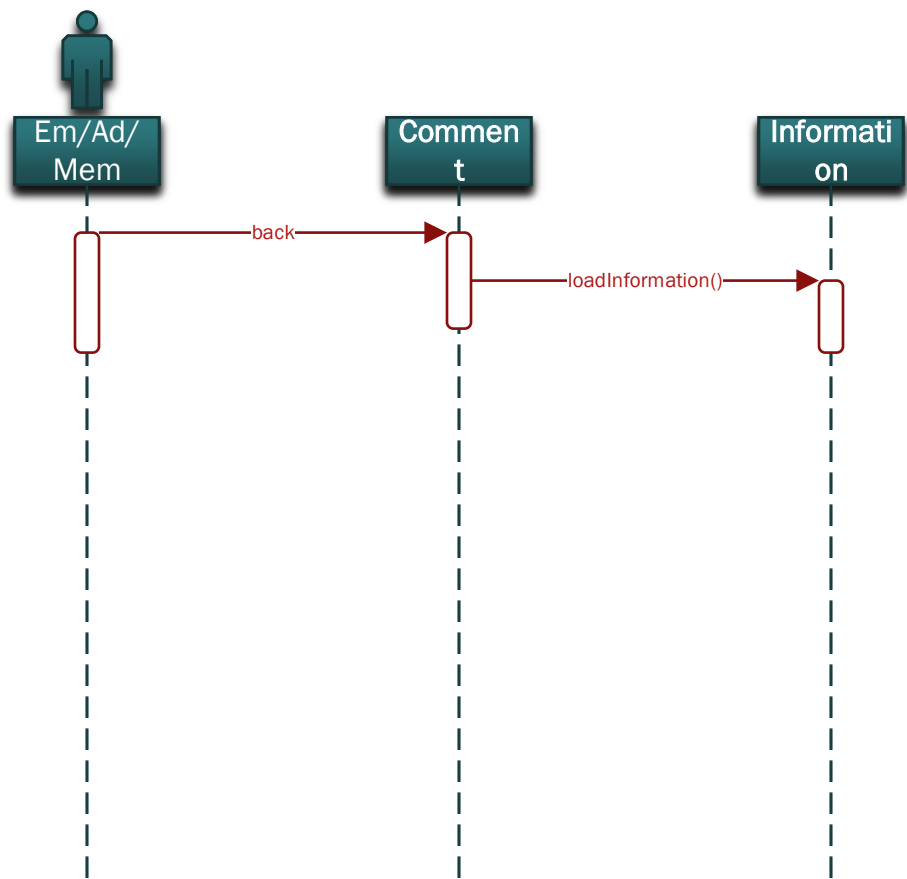 Em/Ad/
Mem
Commen
t
Informati
on
back
loadInformation()